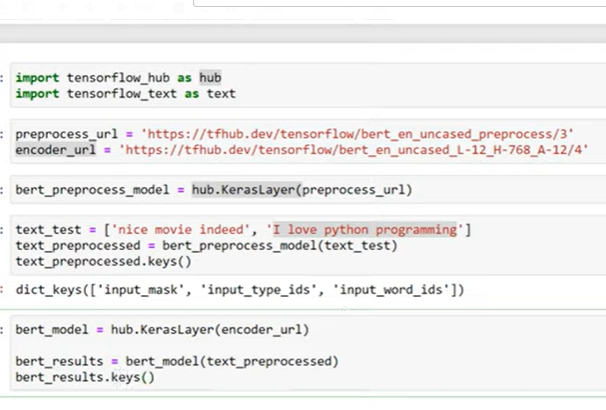 import tensorflow_hub as hub
import tensorflow_text as text
preprocess_url = 'https://tfhub.dev/tensorflow/bert_en_uncased_preprocess/3'
encoder_url = 'https://tfhub.dev/tensorflow/bert_en_uncased_L-12_H-768_A-12/4'
bert_preprocess_model = hub.KerasLayer(preprocess_url)
text_test = ['nice movie indeed', 'I love python programming']
text_preprocessed = bert_preprocess_model(text_test)
text_preprocessed.keys()
dict_keys(['input_mask', 'input_type_ids', 'input_word_ids'])
bert_model = hub.KerasLayer(encoder_url)
bert_results = bert_model(text_preprocessed)
bert_results.keys()